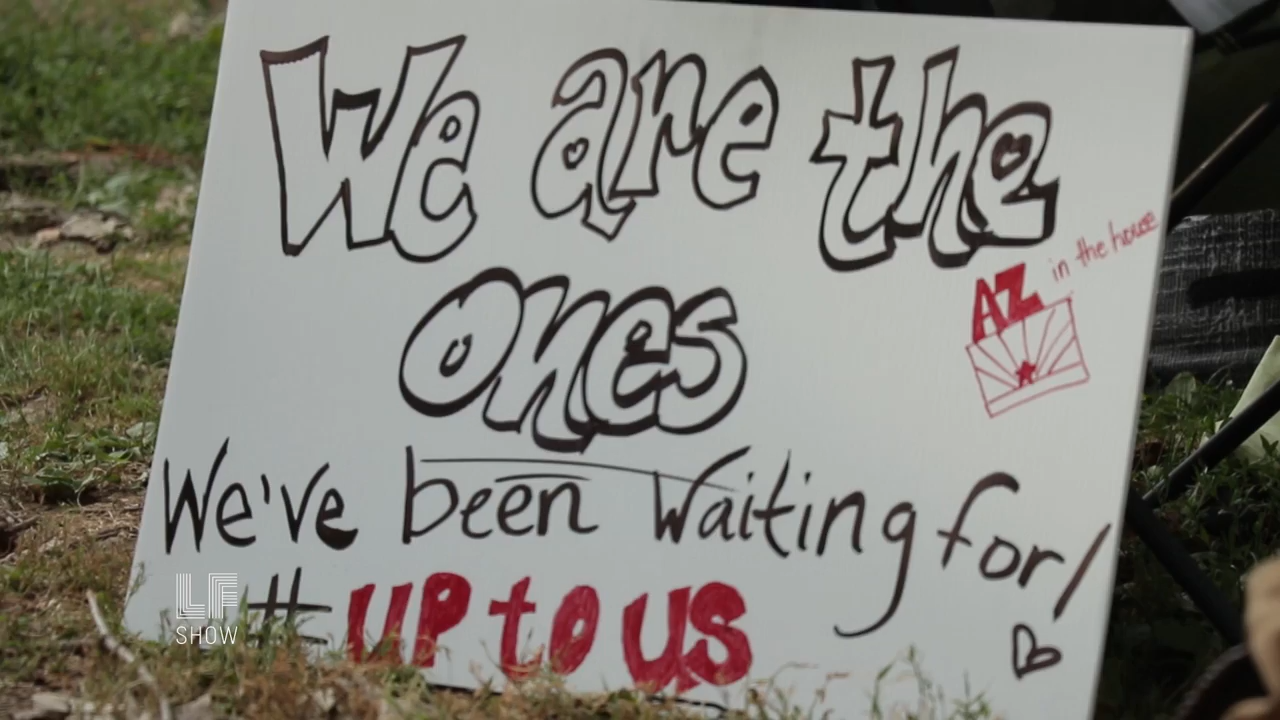 We are the
AZ in the house
ones
We've been waiting for!
#UP to US
LF
SHOW